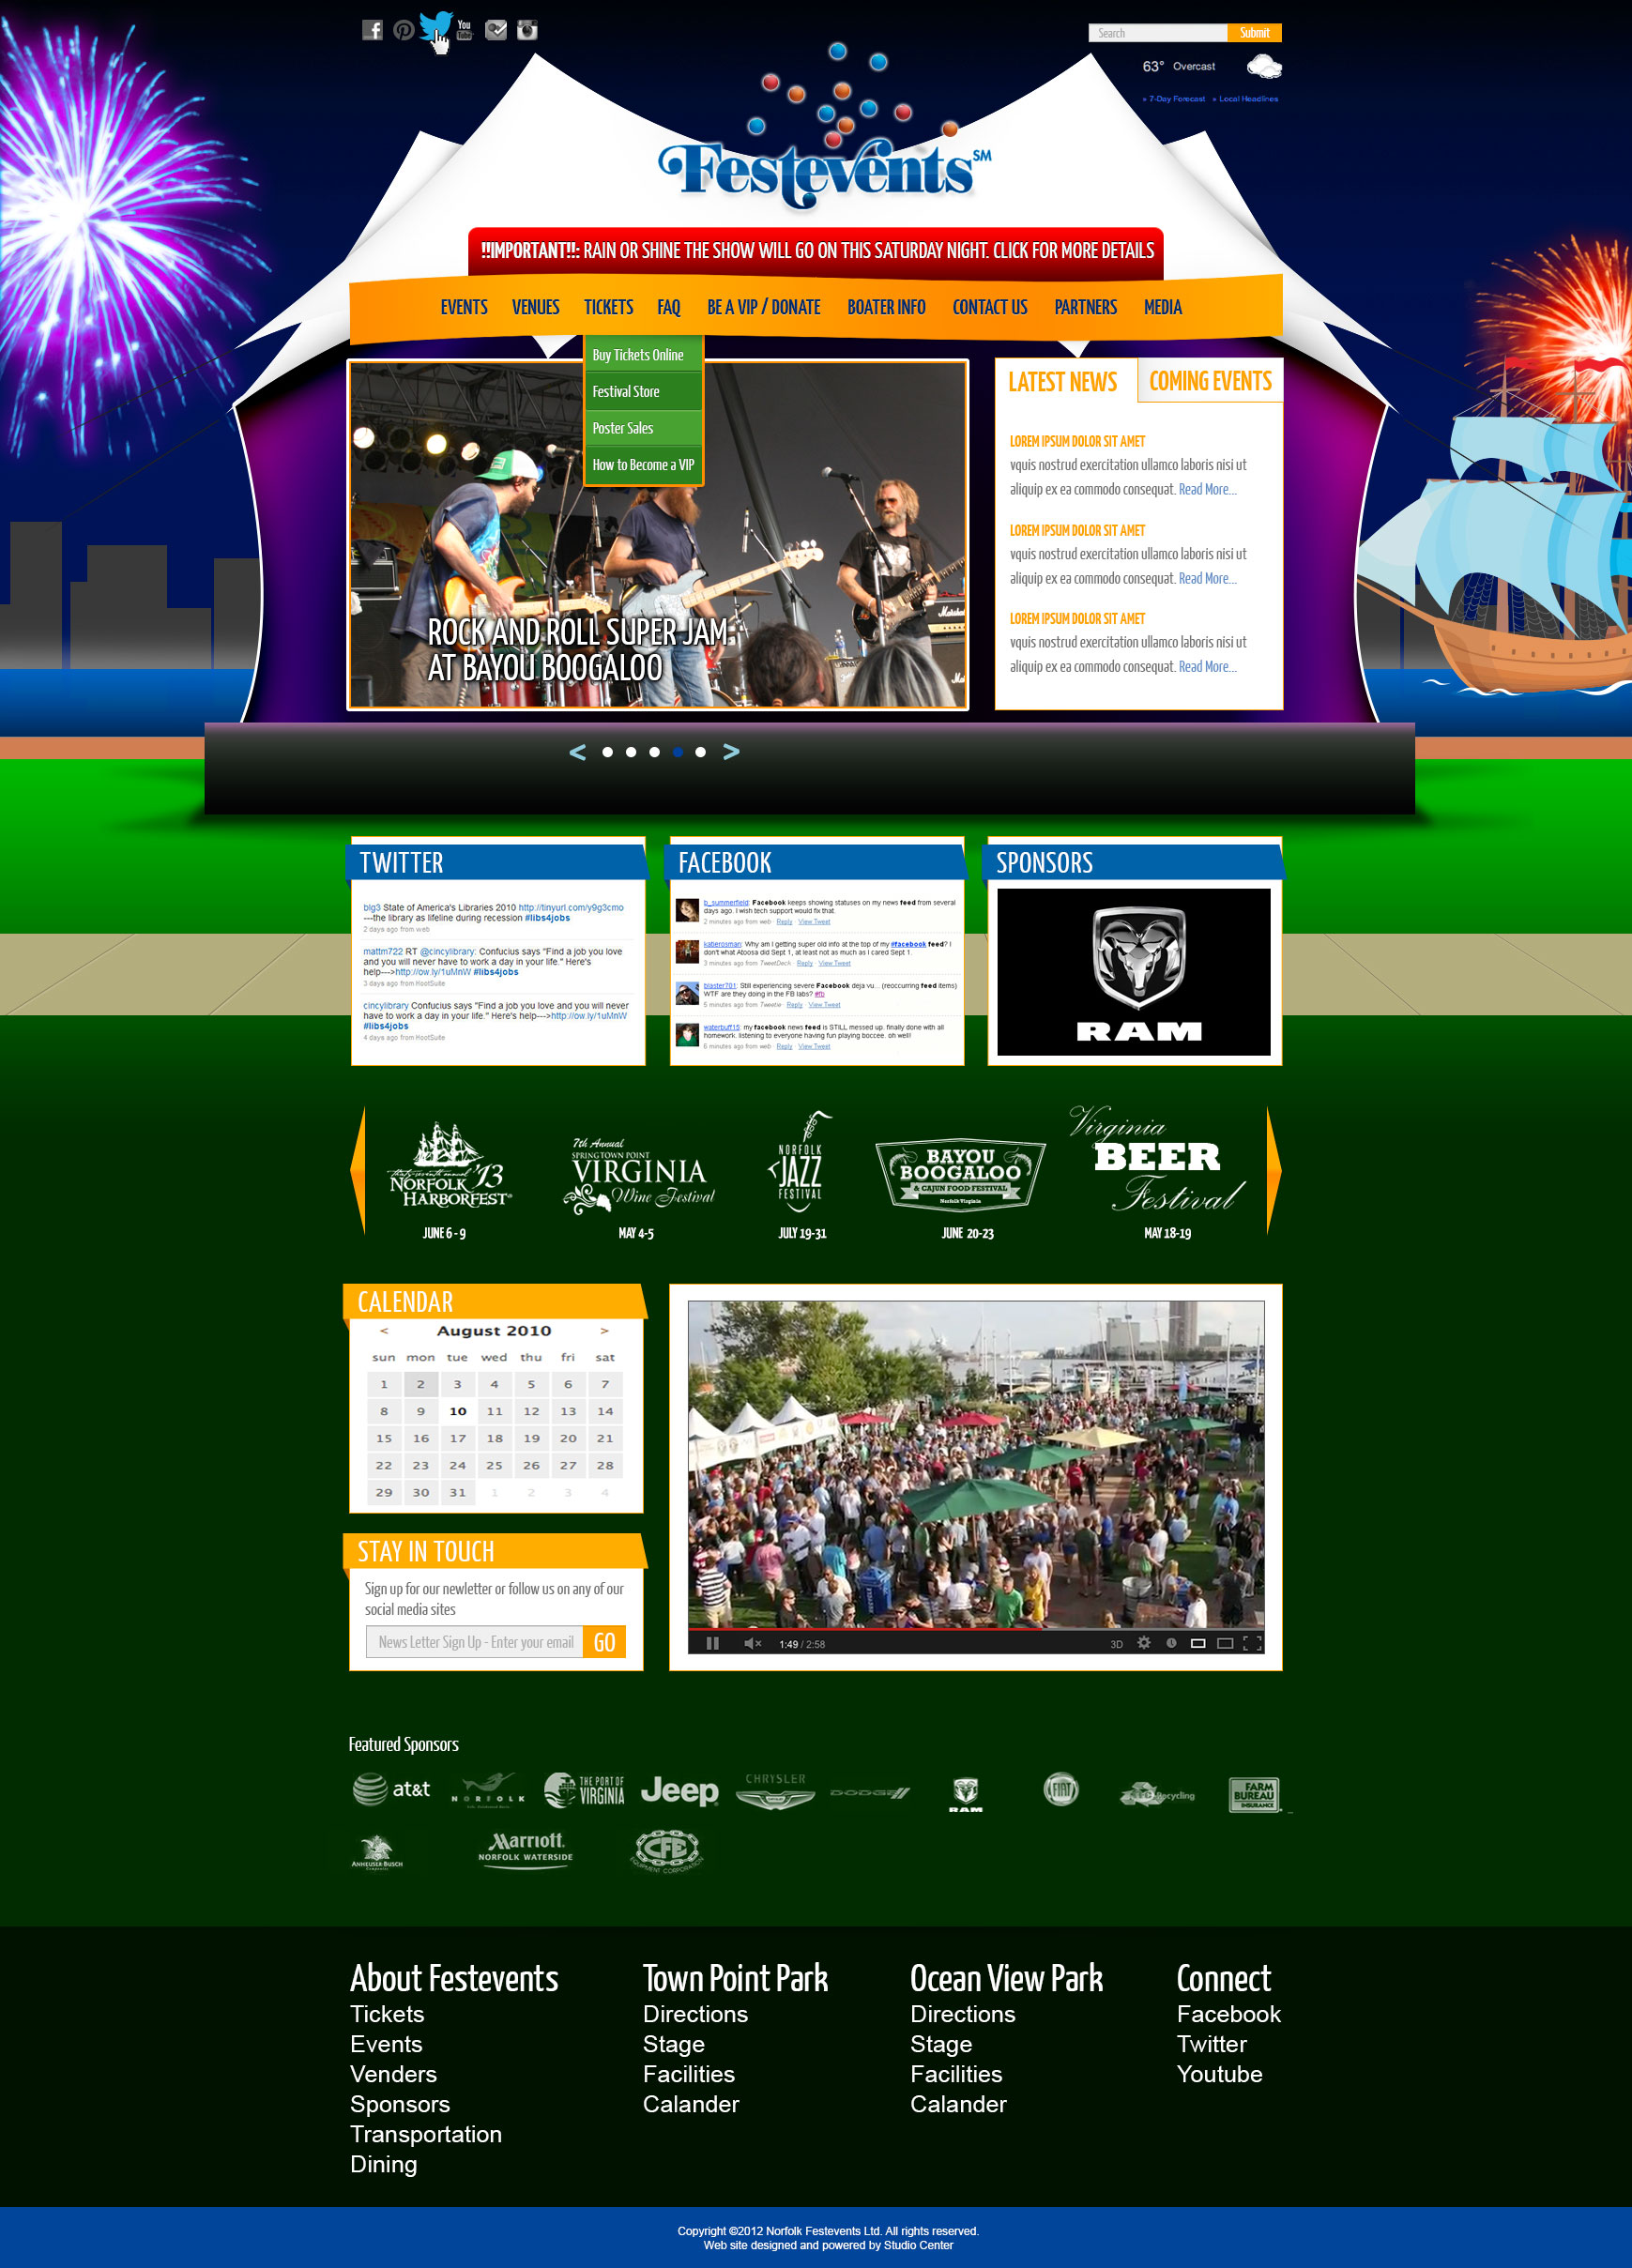 You
Tube
Search
Submit
63° Overcast
» 7-Day Forecast » Local Headlines
Festevents SM
!!IMPORTANT!!: RAIN OR SHINE THE SHOW WILL GO ON THIS SATURDAY NIGHT. CLICK FOR MORE DETAILS
EVENTS VENUES TICKETS FAQ BE A VIP / DONATE BOATER INFO CONTACT US PARTNERS MEDIA
Buy Tickets Online
Festival Store
Poster Sales
How to Become a VIP
ROCK AND ROLL SUPER JAM
AT BAYOU BOOGALOO
Marshall
LATEST NEWS
COMING EVENTS
LOREM IPSUM DOLOR SIT AMET
vquis nostrud exercitation ullamco laboris nisi ut
aliquip ex ea commodo consequat. Read More...
LOREM IPSUM DOLOR SIT AMET
vquis nostrud exercitation ullamco laboris nisi ut
aliquip ex ea commodo consequat. Read More...
LOREM IPSUM DOLOR SIT AMET
vquis nostrud exercitation ullamco laboris nisi ut
aliquip ex ea commodo consequat. Read More...
< >
TWITTER
blg3 State of America's Libraries 2010 http://tinyurl.com/y9g3cmo
---the library as lifeline during recession #libs4jobs
2 days ago from web
mattm722 RT @cincylibrary: Confucius says "Find a job you love
and you will never have to work a day in your life." Here's
help--->http://ow.ly/1uMnW #libs4jobs
3 days ago from HootSuite
cincylibrary Confucius says "Find a job you love and you will never
have to work a day in your life." Here's help--->http://ow.ly/1uMnW
#libs4jobs
4 days ago from HootSuite
FACEBOOK
b_summerfield: Facebook keeps showing statuses on my news feed from several
days ago. I wish tech support would fix that.
2 minutes ago from web · Reply · View Tweet
katierosman: Why am I getting super old info at the top of my #facebook feed? I
don't what Atoosa did Sept 1, at least not as much as I cared Sept 1.
3 minutes ago from TweetDeck · Reply · View Tweet
blaster701: Still experiencing severe Facebook deja vu... (reoccurring feed items)
WTF are they doing in the FB labs? #fb
5 minutes ago from Tweetie · Reply · View Tweet
waterbuff15: my facebook news feed is STILL messed up. finally done with all
homework. listening to everyone having fun playing boccee. oh well!
6 minutes ago from web · Reply · View Tweet
SPONSORS
RAM
thirty-seventh annual '13
NORFOLK
HARBORFEST
JUNE 6 - 9
7th Annual
SPRING TOWN POINT
VIRGINIA
Wine Festival
MAY 4-5
NORFOLK
JAZZ
FESTIVAL
JULY 19-31
BAYOU
BOOGALOO
& CAJUN FOOD FESTIVAL
Norfolk Virginia
JUNE 20-23
Virginia
BEER
Festival
MAY 18-19
CALENDAR
< August 2010 >
sun mon tue wed thu fri sat
1 2 3 4 5 6 7
8 9 10 11 12 13 14
15 16 17 18 19 20 21
22 23 24 25 26 27 28
29 30 31 1 2 3 4
STAY IN TOUCH
Sign up for our newletter or follow us on any of our
social media sites
News Letter Sign Up - Enter your email
GO
1:49 / 2:58
3D
Featured Sponsors
at&t
NORFOLK
THE PORT OF
VIRGINIA
Jeep
CHRYSLER
DODGE
RAM
FIAT
Recycling
FARM
BUREAU
INSURANCE
ANHEUSER BUSCH
Companies
Marriott
NORFOLK WATERSIDE
CFE
EQUIPMENT CORPORATION
About Festevents
Tickets
Events
Venders
Sponsors
Transportation
Dining
Town Point Park
Directions
Stage
Facilities
Calander
Ocean View Park
Directions
Stage
Facilities
Calander
Connect
Facebook
Twitter
Youtube
Copyright ©2012 Norfolk Festevents Ltd. All rights reserved.
Web site designed and powered by Studio Center